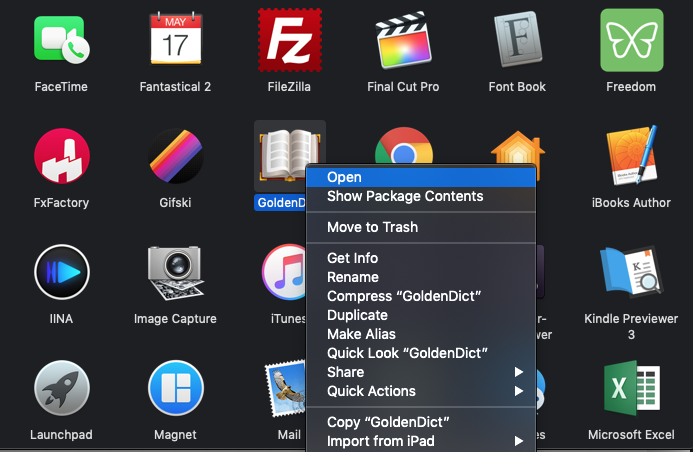 MAY
17
FaceTime
Fantastical 2
FileZilla
Final Cut Pro
Font Book
Freedom
FxFactory
Gifski
GoldenD
iBooks Author
Open
Show Package Contents
Move to Trash
Get Info
Rename
Compress “GoldenDict”
Duplicate
Make Alias
Quick Look “GoldenDict”
Share
Quick Actions
Copy “GoldenDict”
Import from iPad
IINA
Image Capture
iTunes
Kindle Previewer
3
Launchpad
Magnet
Mail
Microsoft Excel